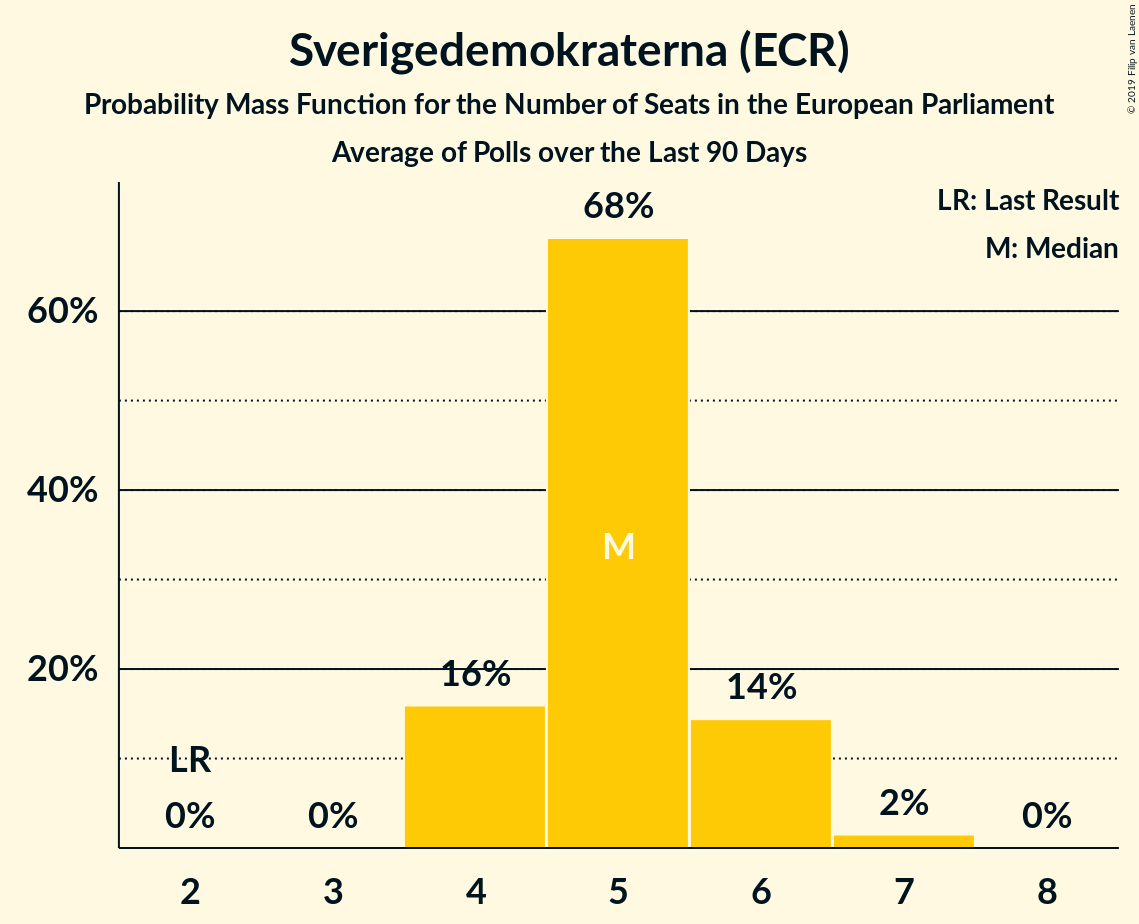 Sverigedemokraterna (ECR)
Probability Mass Function for the Number of Seats in the European Parliament
Average of Polls over the Last 90 Days
© 2019 Filip van Laenen
LR: Last Result
M: Median
68%
60%
40%
M
20%
16%
14%
LR
0%
0%
2%
0%
2
3
4
5
6
7
8